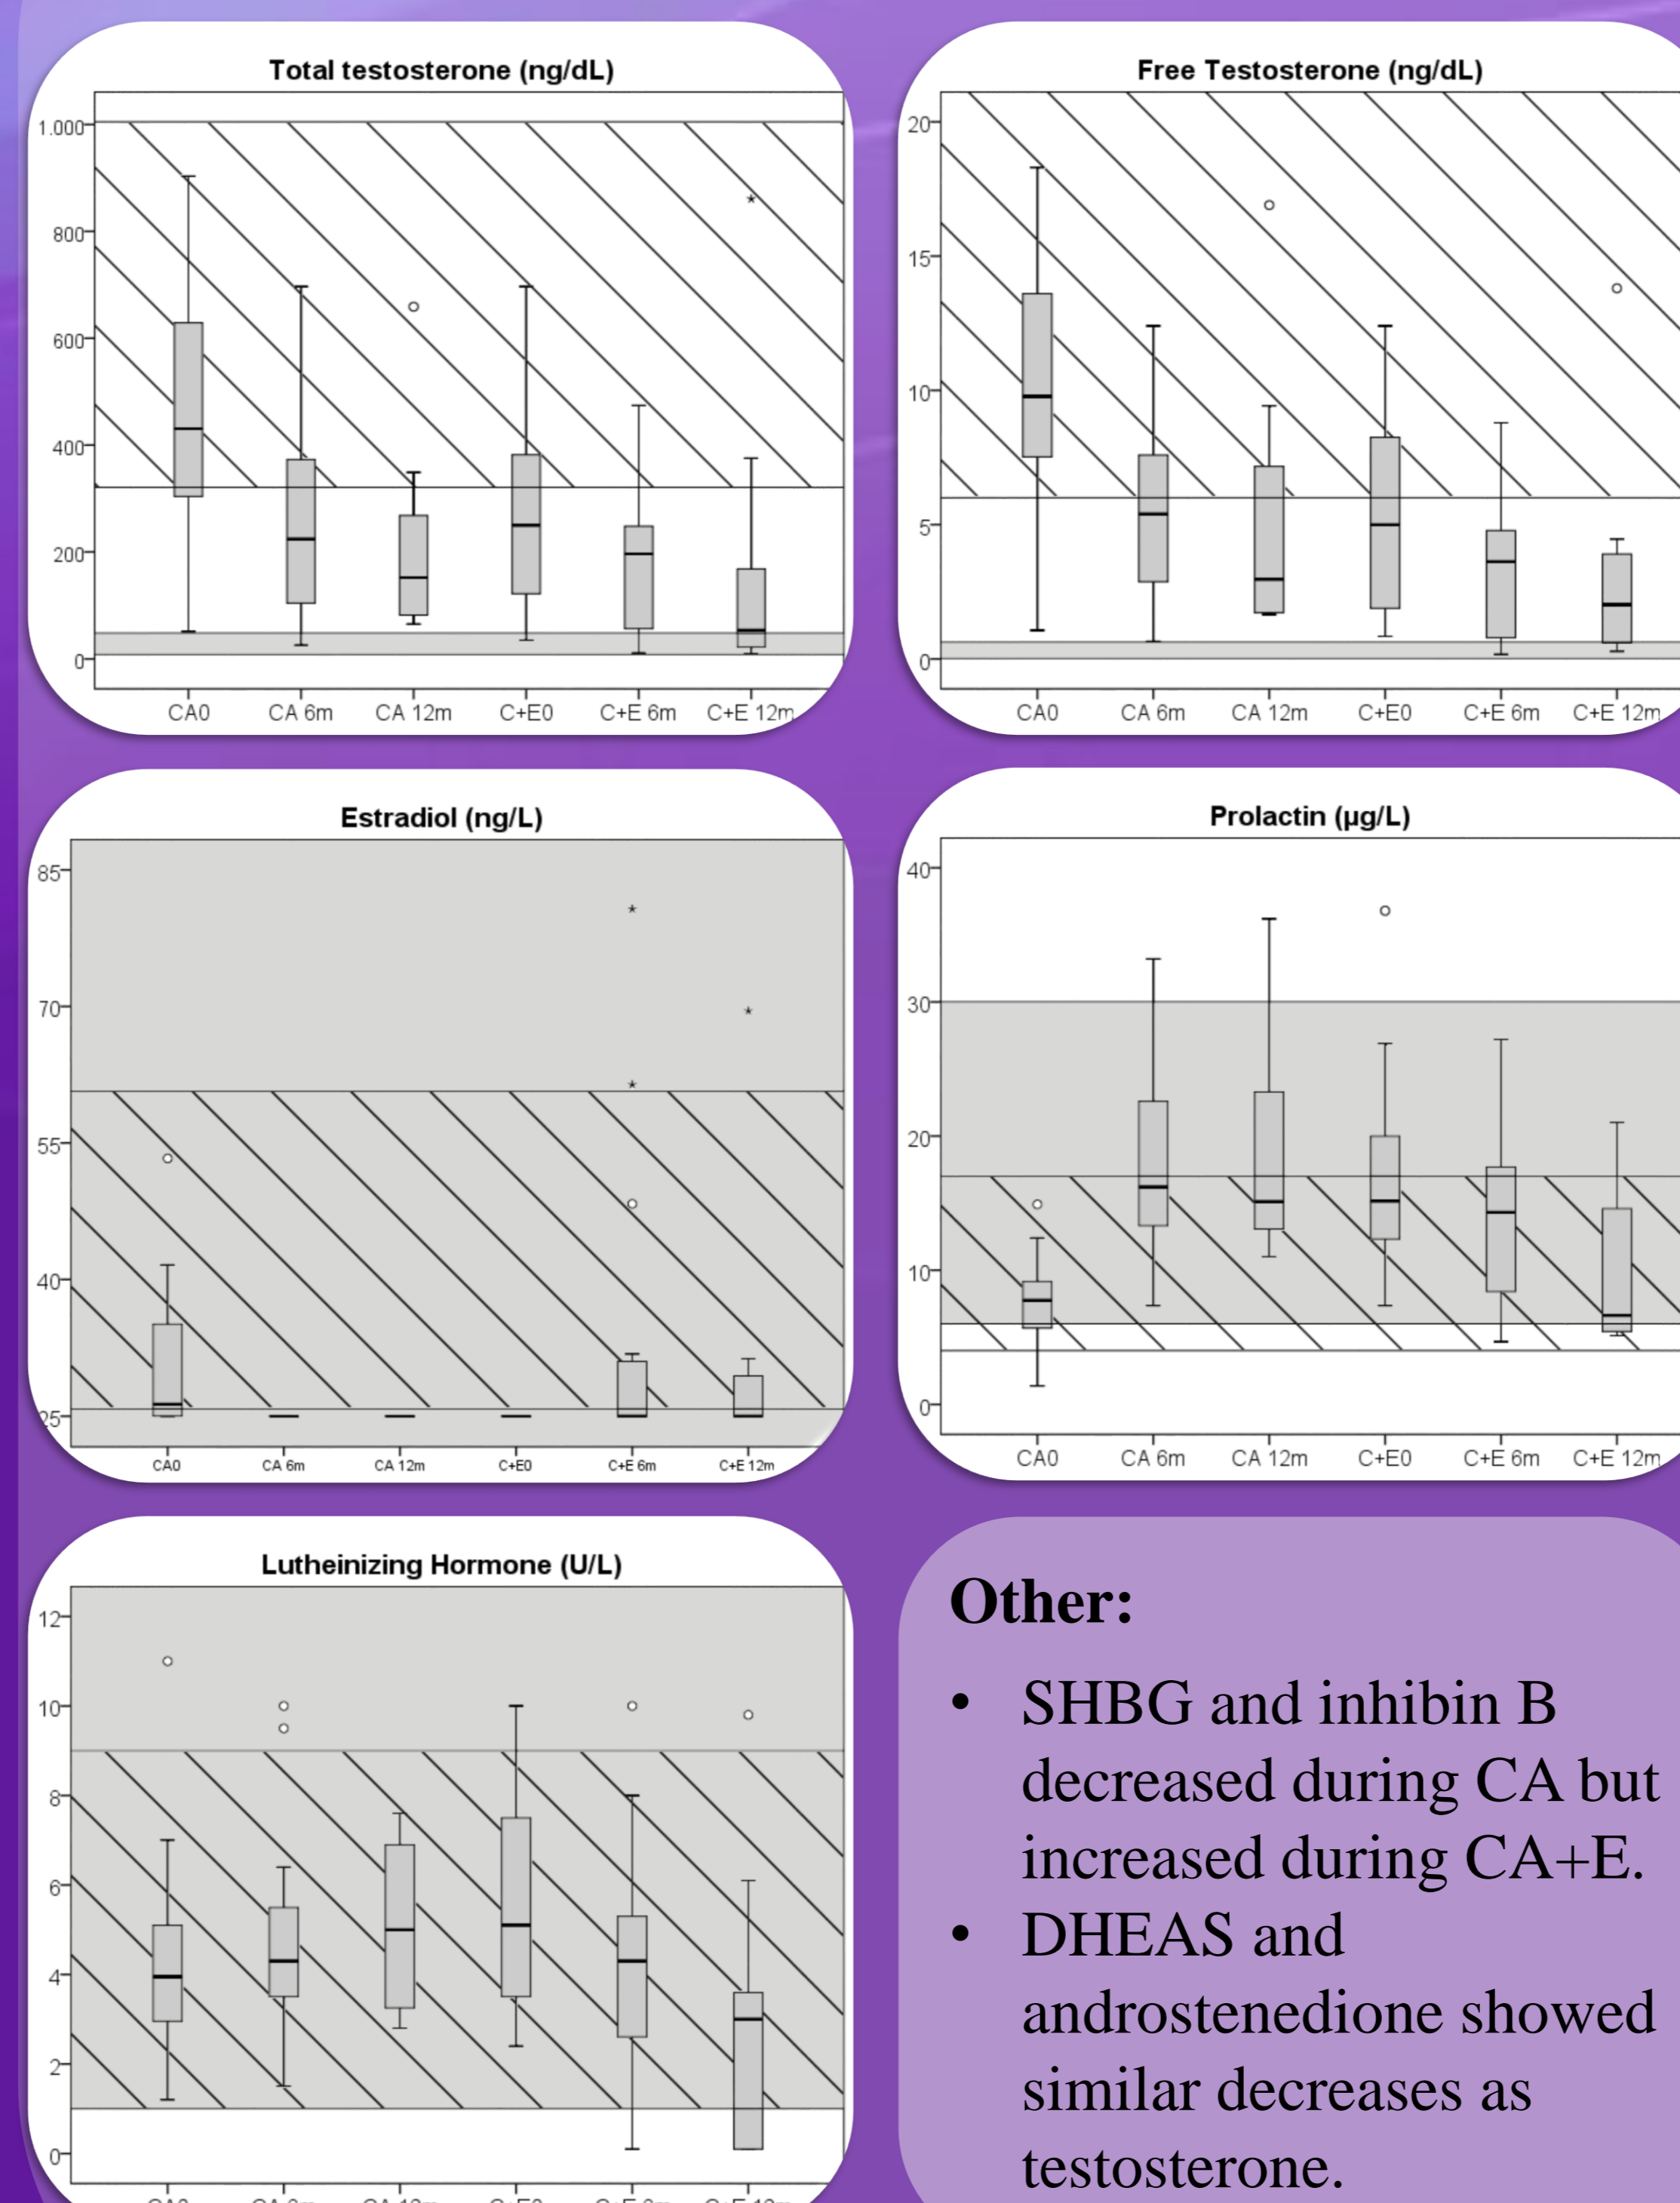 Total testosterone (ng/dL)
1.000
800
600
400
200
0
CA0 CA 6m CA 12m C+E0 C+E 6m C+E 12m
Free Testosterone (ng/dL)
20
15
10
5
0
CA0 CA 6m CA 12m C+E0 C+E 6m C+E 12m
Estradiol (ng/L)
85
70
55
40
25
CA0 CA 6m CA 12m C+E0 C+E 6m C+E 12m
Prolactin (µg/L)
40
30
20
10
0
CA0 CA 6m CA 12m C+E0 C+E 6m C+E 12m
Lutheinizing Hormone (U/L)
12
10
8
6
4
2
0
Other:
• SHBG and inhibin B
decreased during CA but
increased during CA+E.
• DHEAS and
androstenedione showed
similar decreases as
testosterone.